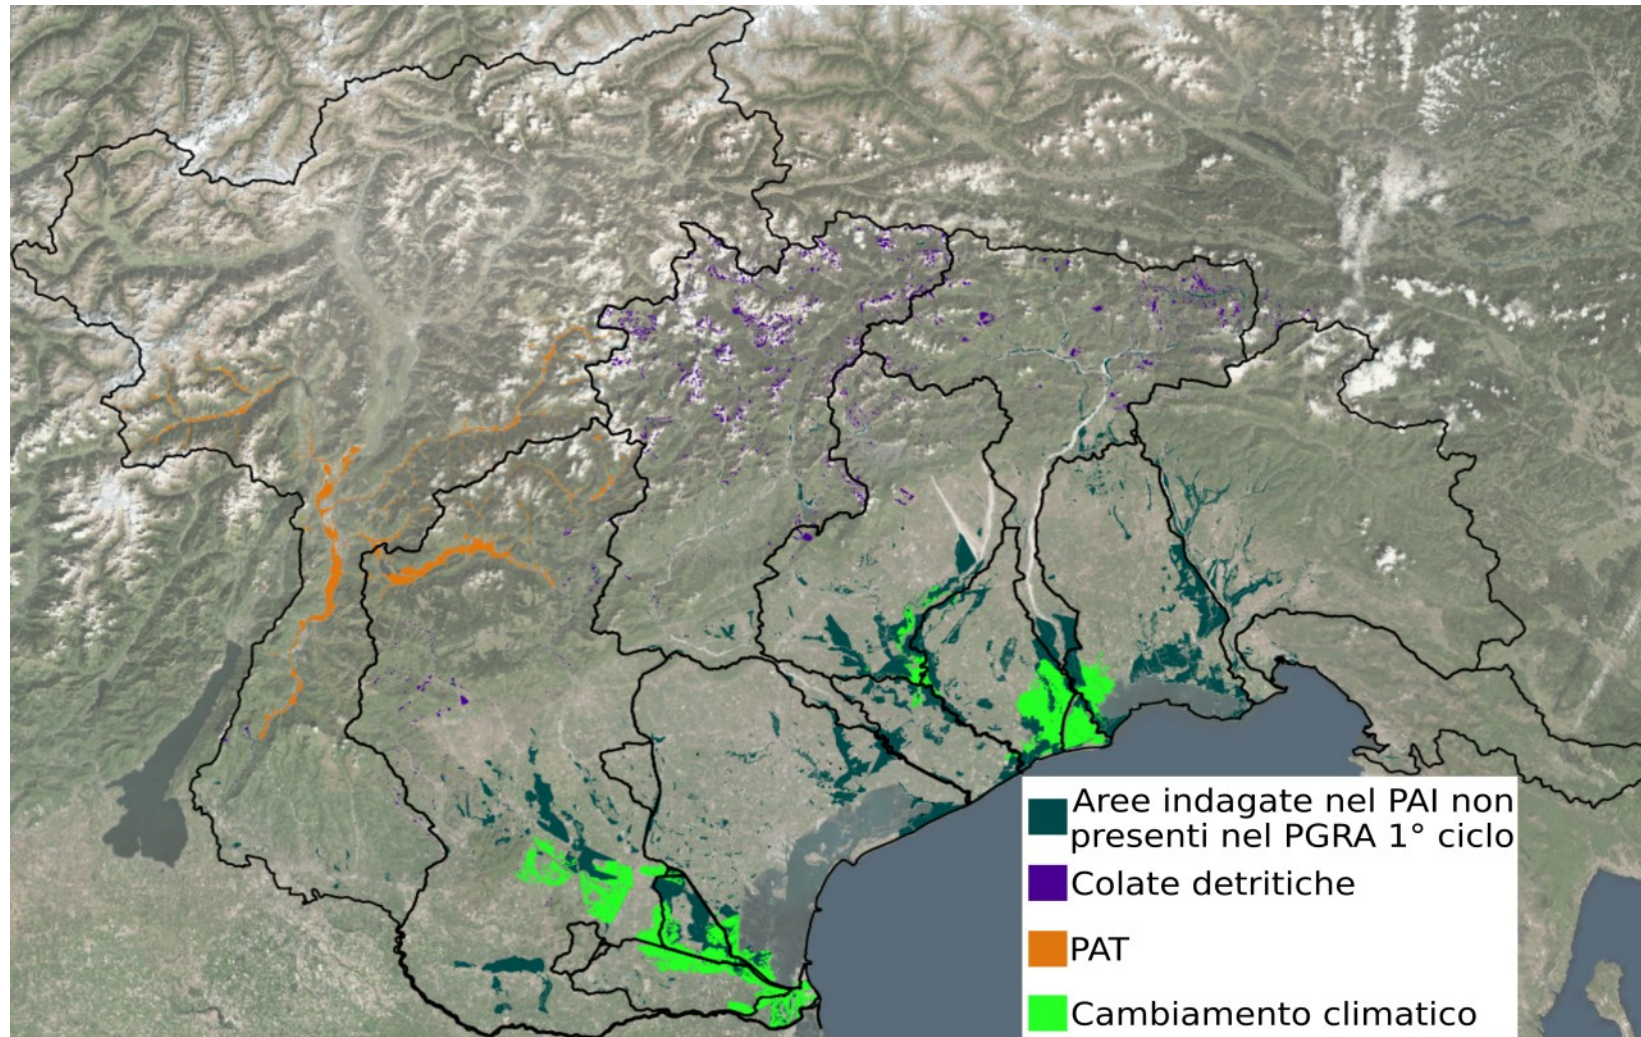 Aree indagate nel PAI non
presenti nel PGRA 1° ciclo
Colate detritiche
PAT
Cambiamento climatico